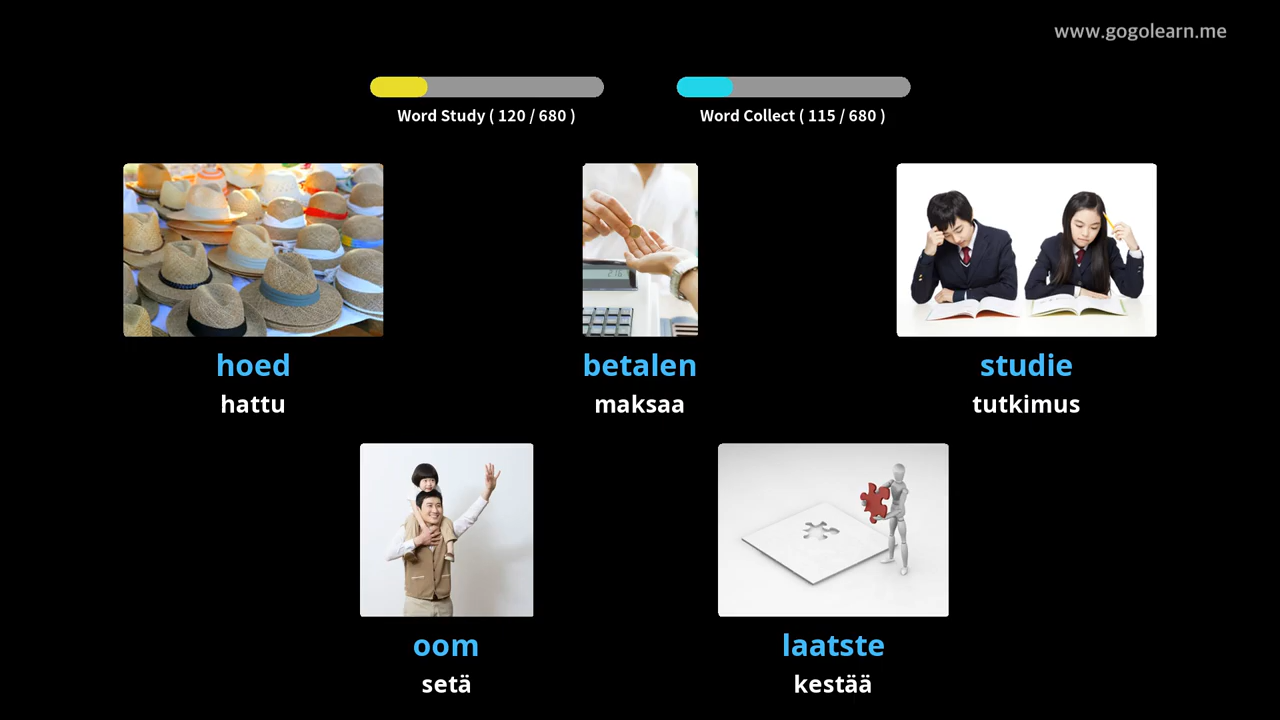 www.gogolearn.me
Word Study ( 120 / 680 )
Word Collect ( 115 / 680 )
hoed
hattu
betalen
maksaa
studie
tutkimus
oom
setä
laatste
kestää